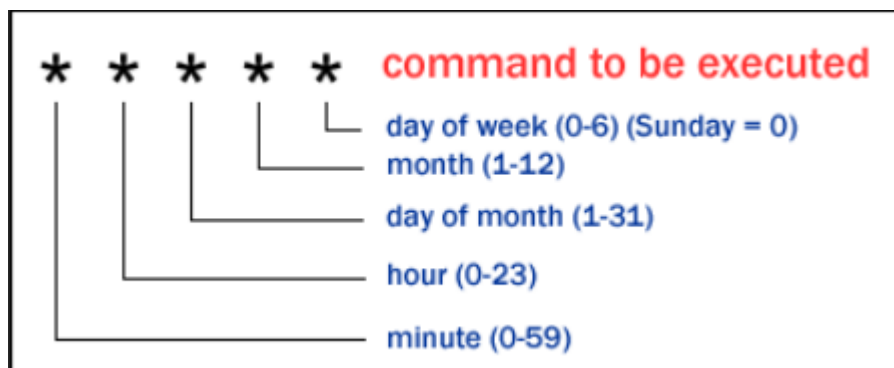 * * * * * command to be executed
day of week (0-6) (Sunday = 0)
month (1-12)
day of month (1-31)
hour (0-23)
minute (0-59)